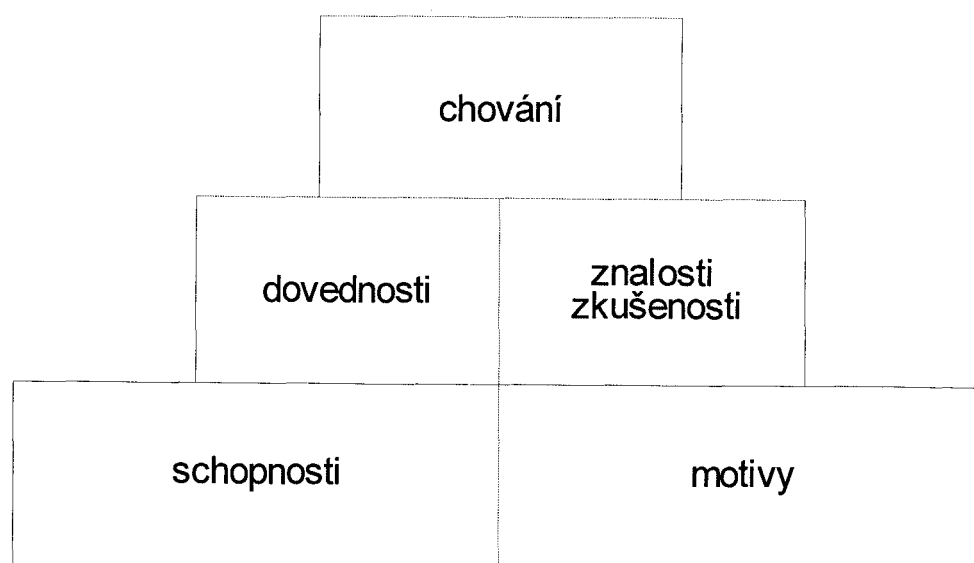 chování
dovednosti
znalosti
zkušenosti
schopnosti
motivy